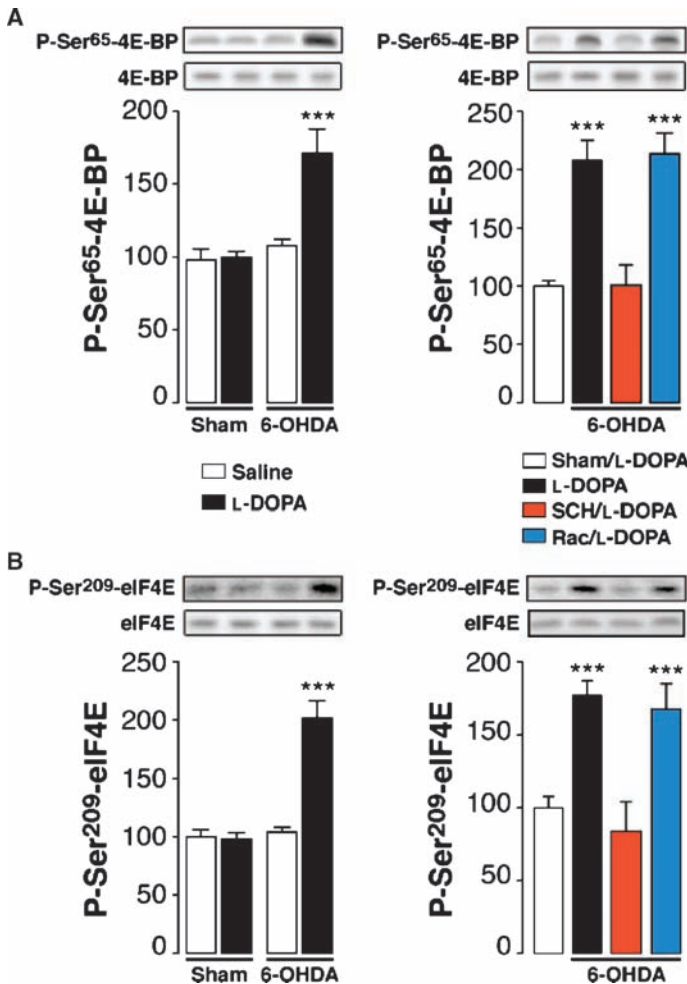 A
P-Ser65-4E-BP
4E-BP
P-Ser65-4E-BP
200
150
100
50
0
***
Sham 6-OHDA
Saline
L-DOPA
P-Ser65-4E-BP
4E-BP
P-Ser65-4E-BP
250
200
150
100
50
0
*** ***
6-OHDA
Sham/L-DOPA
L-DOPA
SCH/L-DOPA
Rac/L-DOPA
B
P-Ser209-eIF4E
eIF4E
P-Ser209-eIF4E
250
200
150
100
50
0
***
Sham 6-OHDA
P-Ser209-eIF4E
eIF4E
P-Ser209-eIF4E
200
150
100
50
0
*** ***
6-OHDA